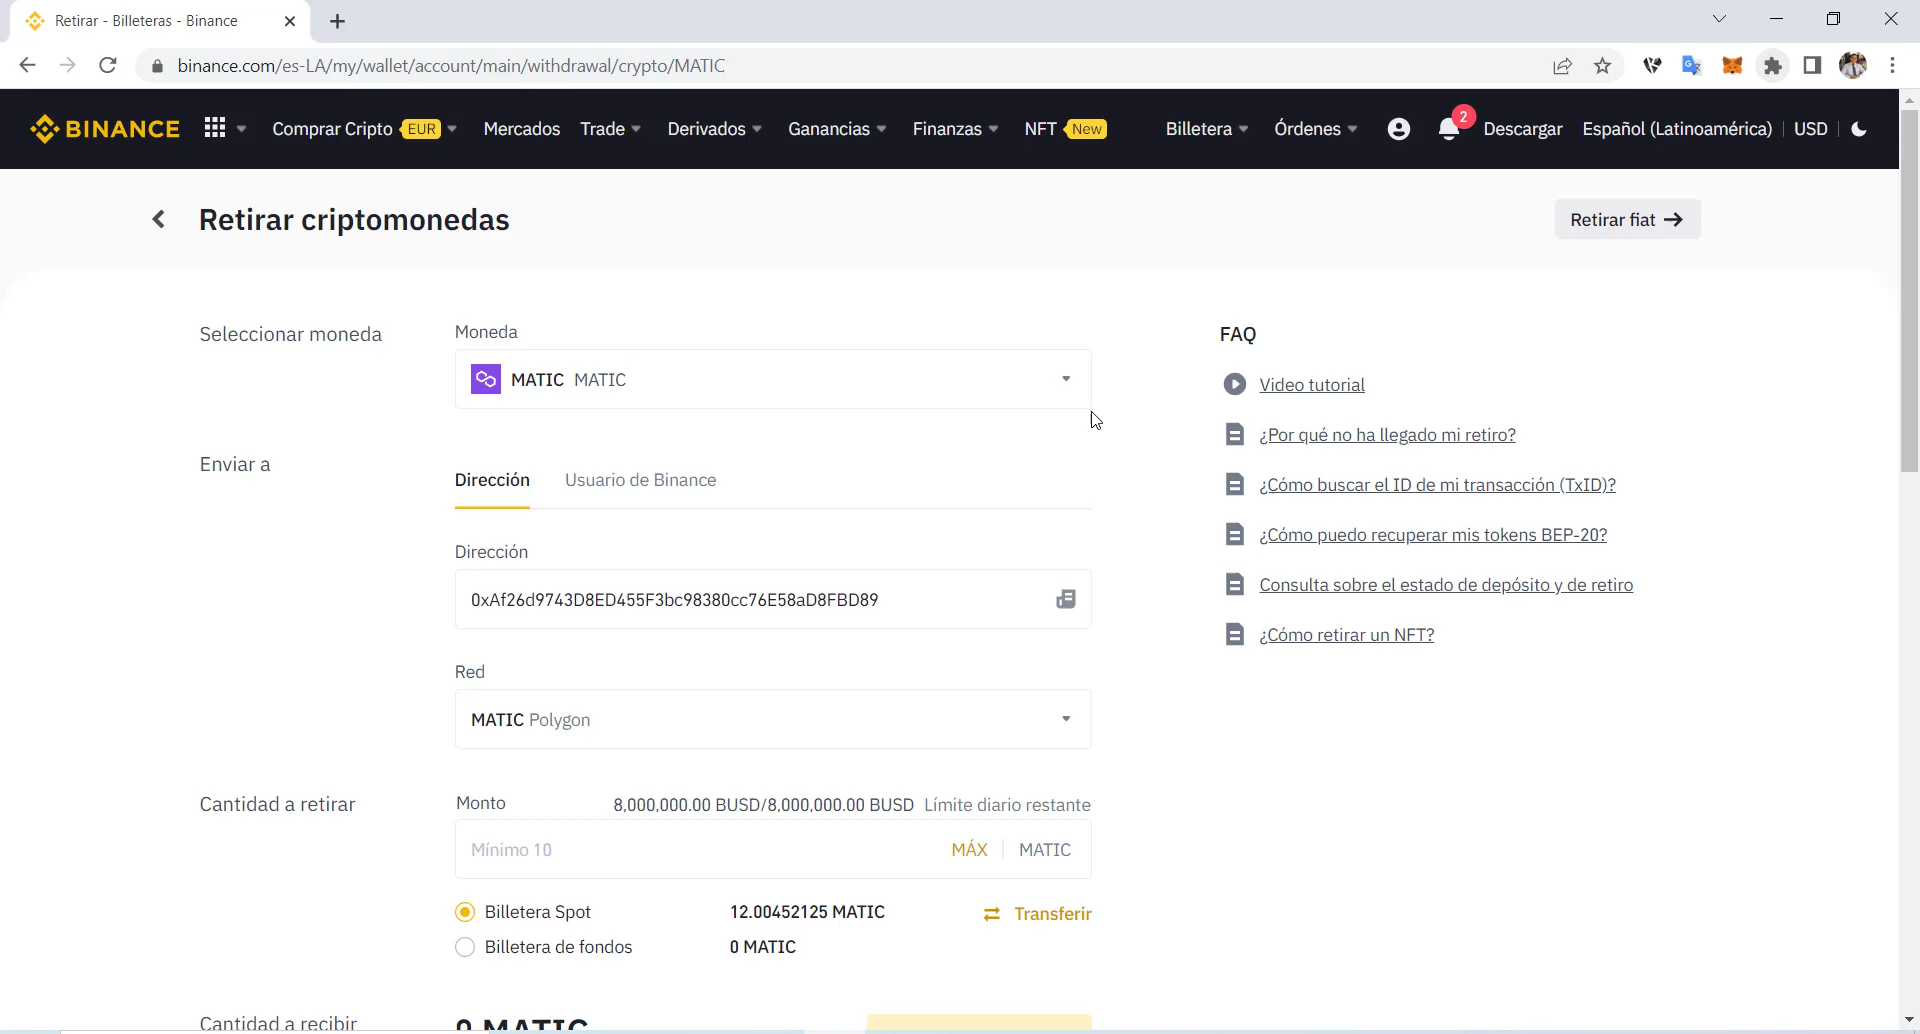 Retirar - Billeteras - Binance
binance.com/es-LA/my/wallet/account/main/withdrawal/crypto/MATIC
BINANCE Comprar Cripto EUR Mercados Trade Derivados Ganancias Finanzas NFT New Billetera Órdenes 2 Descargar Español (Latinoamérica) USD
Retirar criptomonedas
Retirar fiat
Seleccionar moneda
Moneda
MATIC MATIC
Enviar a
Dirección Usuario de Binance
Dirección
0xAf26d9743D8ED455F3bc98380cc76E58aD8FBD89
Red
MATIC Polygon
Cantidad a retirar
Monto 8,000,000.00 BUSD/8,000,000.00 BUSD Límite diario restante
Mínimo 10 MÁX MATIC
Billetera Spot 12.00452125 MATIC Transferir
Billetera de fondos 0 MATIC
Cantidad a recibir
0 MATIC
FAQ
Video tutorial
¿Por qué no ha llegado mi retiro?
¿Cómo buscar el ID de mi transacción (TxID)?
¿Cómo puedo recuperar mis tokens BEP-20?
Consulta sobre el estado de depósito y de retiro
¿Cómo retirar un NFT?